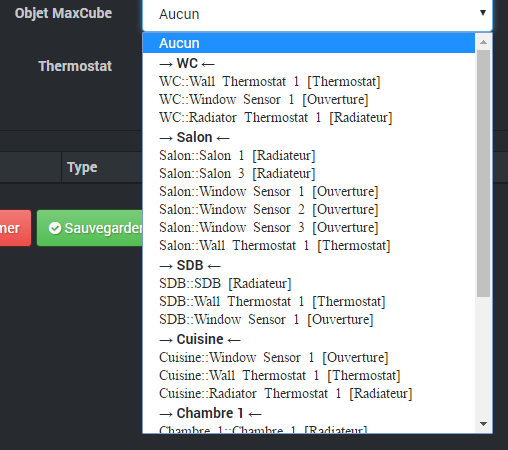 Objet MaxCube
Aucun
Aucun
→ WC ←
Thermostat
WC::Wall Thermostat 1 [Thermostat]
WC::Window Sensor 1 [Ouverture]
WC::Radiator Thermostat 1 [Radiateur]
→ Salon ←
Salon::Salon 1 [Radiateur]
Type
Salon::Salon 3 [Radiateur]
Salon::Window Sensor 1 [Ouverture]
Salon::Window Sensor 2 [Ouverture]
mer
Sauvegarder
Salon::Window Sensor 3 [Ouverture]
Salon::Wall Thermostat 1 [Thermostat]
→ SDB ←
SDB::SDB [Radiateur]
SDB::Wall Thermostat 1 [Thermostat]
SDB::Window Sensor 1 [Ouverture]
→ Cuisine ←
Cuisine::Window Sensor 1 [Ouverture]
Cuisine::Wall Thermostat 1 [Thermostat]
Cuisine::Radiator Thermostat 1 [Radiateur]
→ Chambre 1 ←
Chambre 1::Chambre 1 [Radiateur]